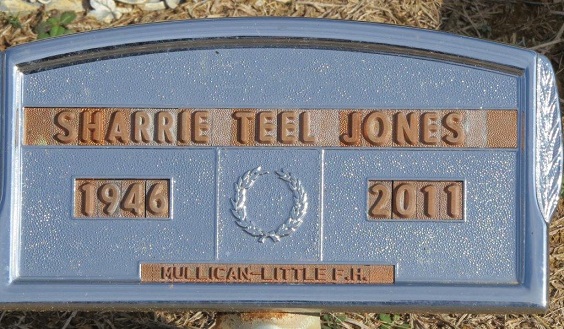 SHARRIE TEEL JONES
1946 2011
MULLICAN-LITTLE F.H.